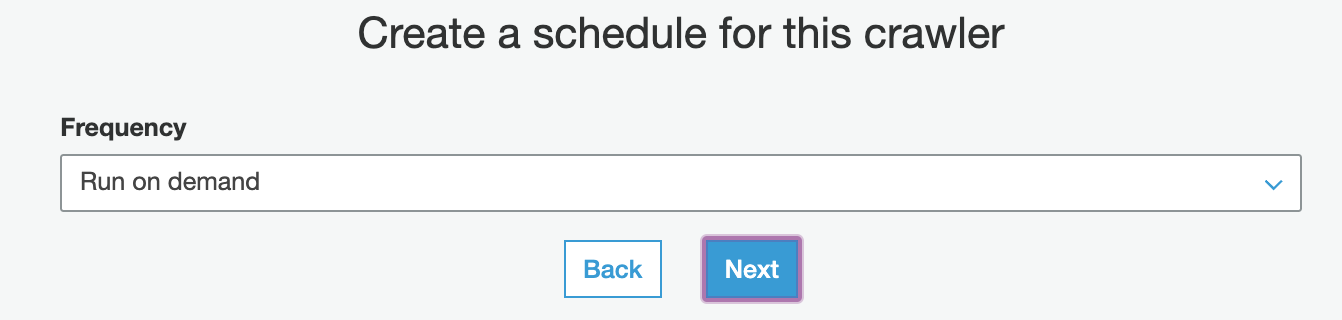 Create a schedule for this crawler
Frequency
Run on demand
Back
Next